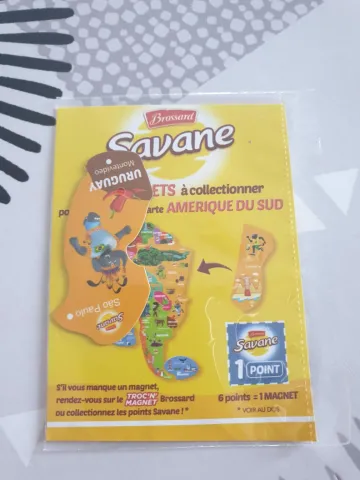 Brossard
Savane
ETS à collectionner
po arte AMERIQUE DU SUD
URUGUAY
Montevideo
São Paulo
Savane
Brossard
Savane
1 POINT
S'il vous manque un magnet,
rendez-vous sur le TROC'N' MAGNET Brossard
ou collectionnez les points Savane !*
6 points = 1 MAGNET
* VOIR AU DOS